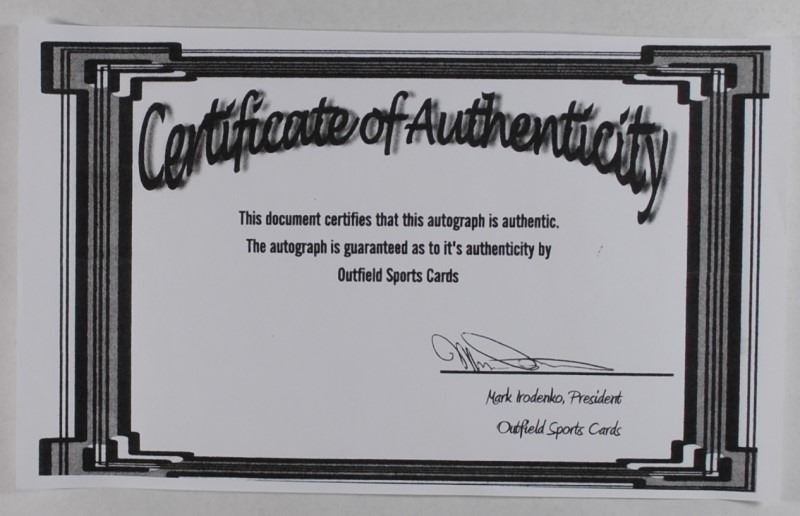 Certificate of Authenticity
This document certifies that this autograph is authentic.
The autograph is guaranteed as to it's authenticity by
Outfield Sports Cards
Mark Irodenko, President
Outfield Sports Cards